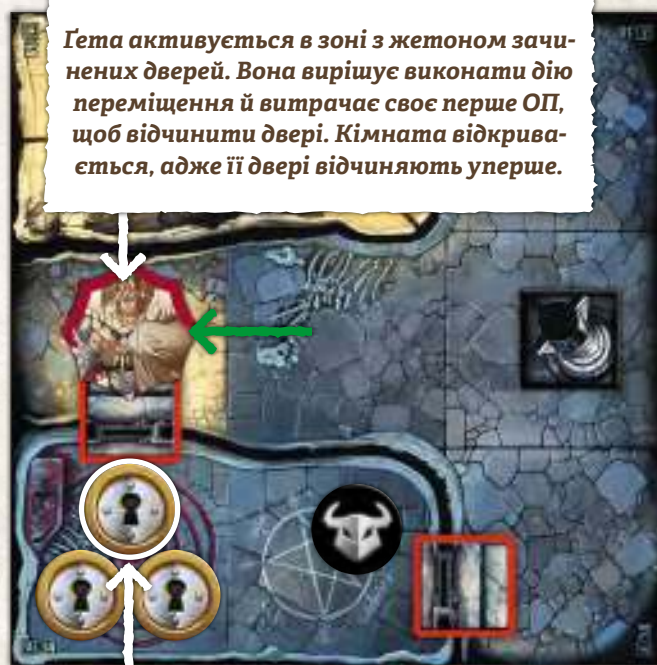 Ґета активується в зоні з жетоном зачи-
нених дверей. Вона вирішує виконати дію
переміщення й витрачає своє перше ОП,
щоб відчинити двері. Кімната відкрива-
ється, адже її двері відчиняють уперше.